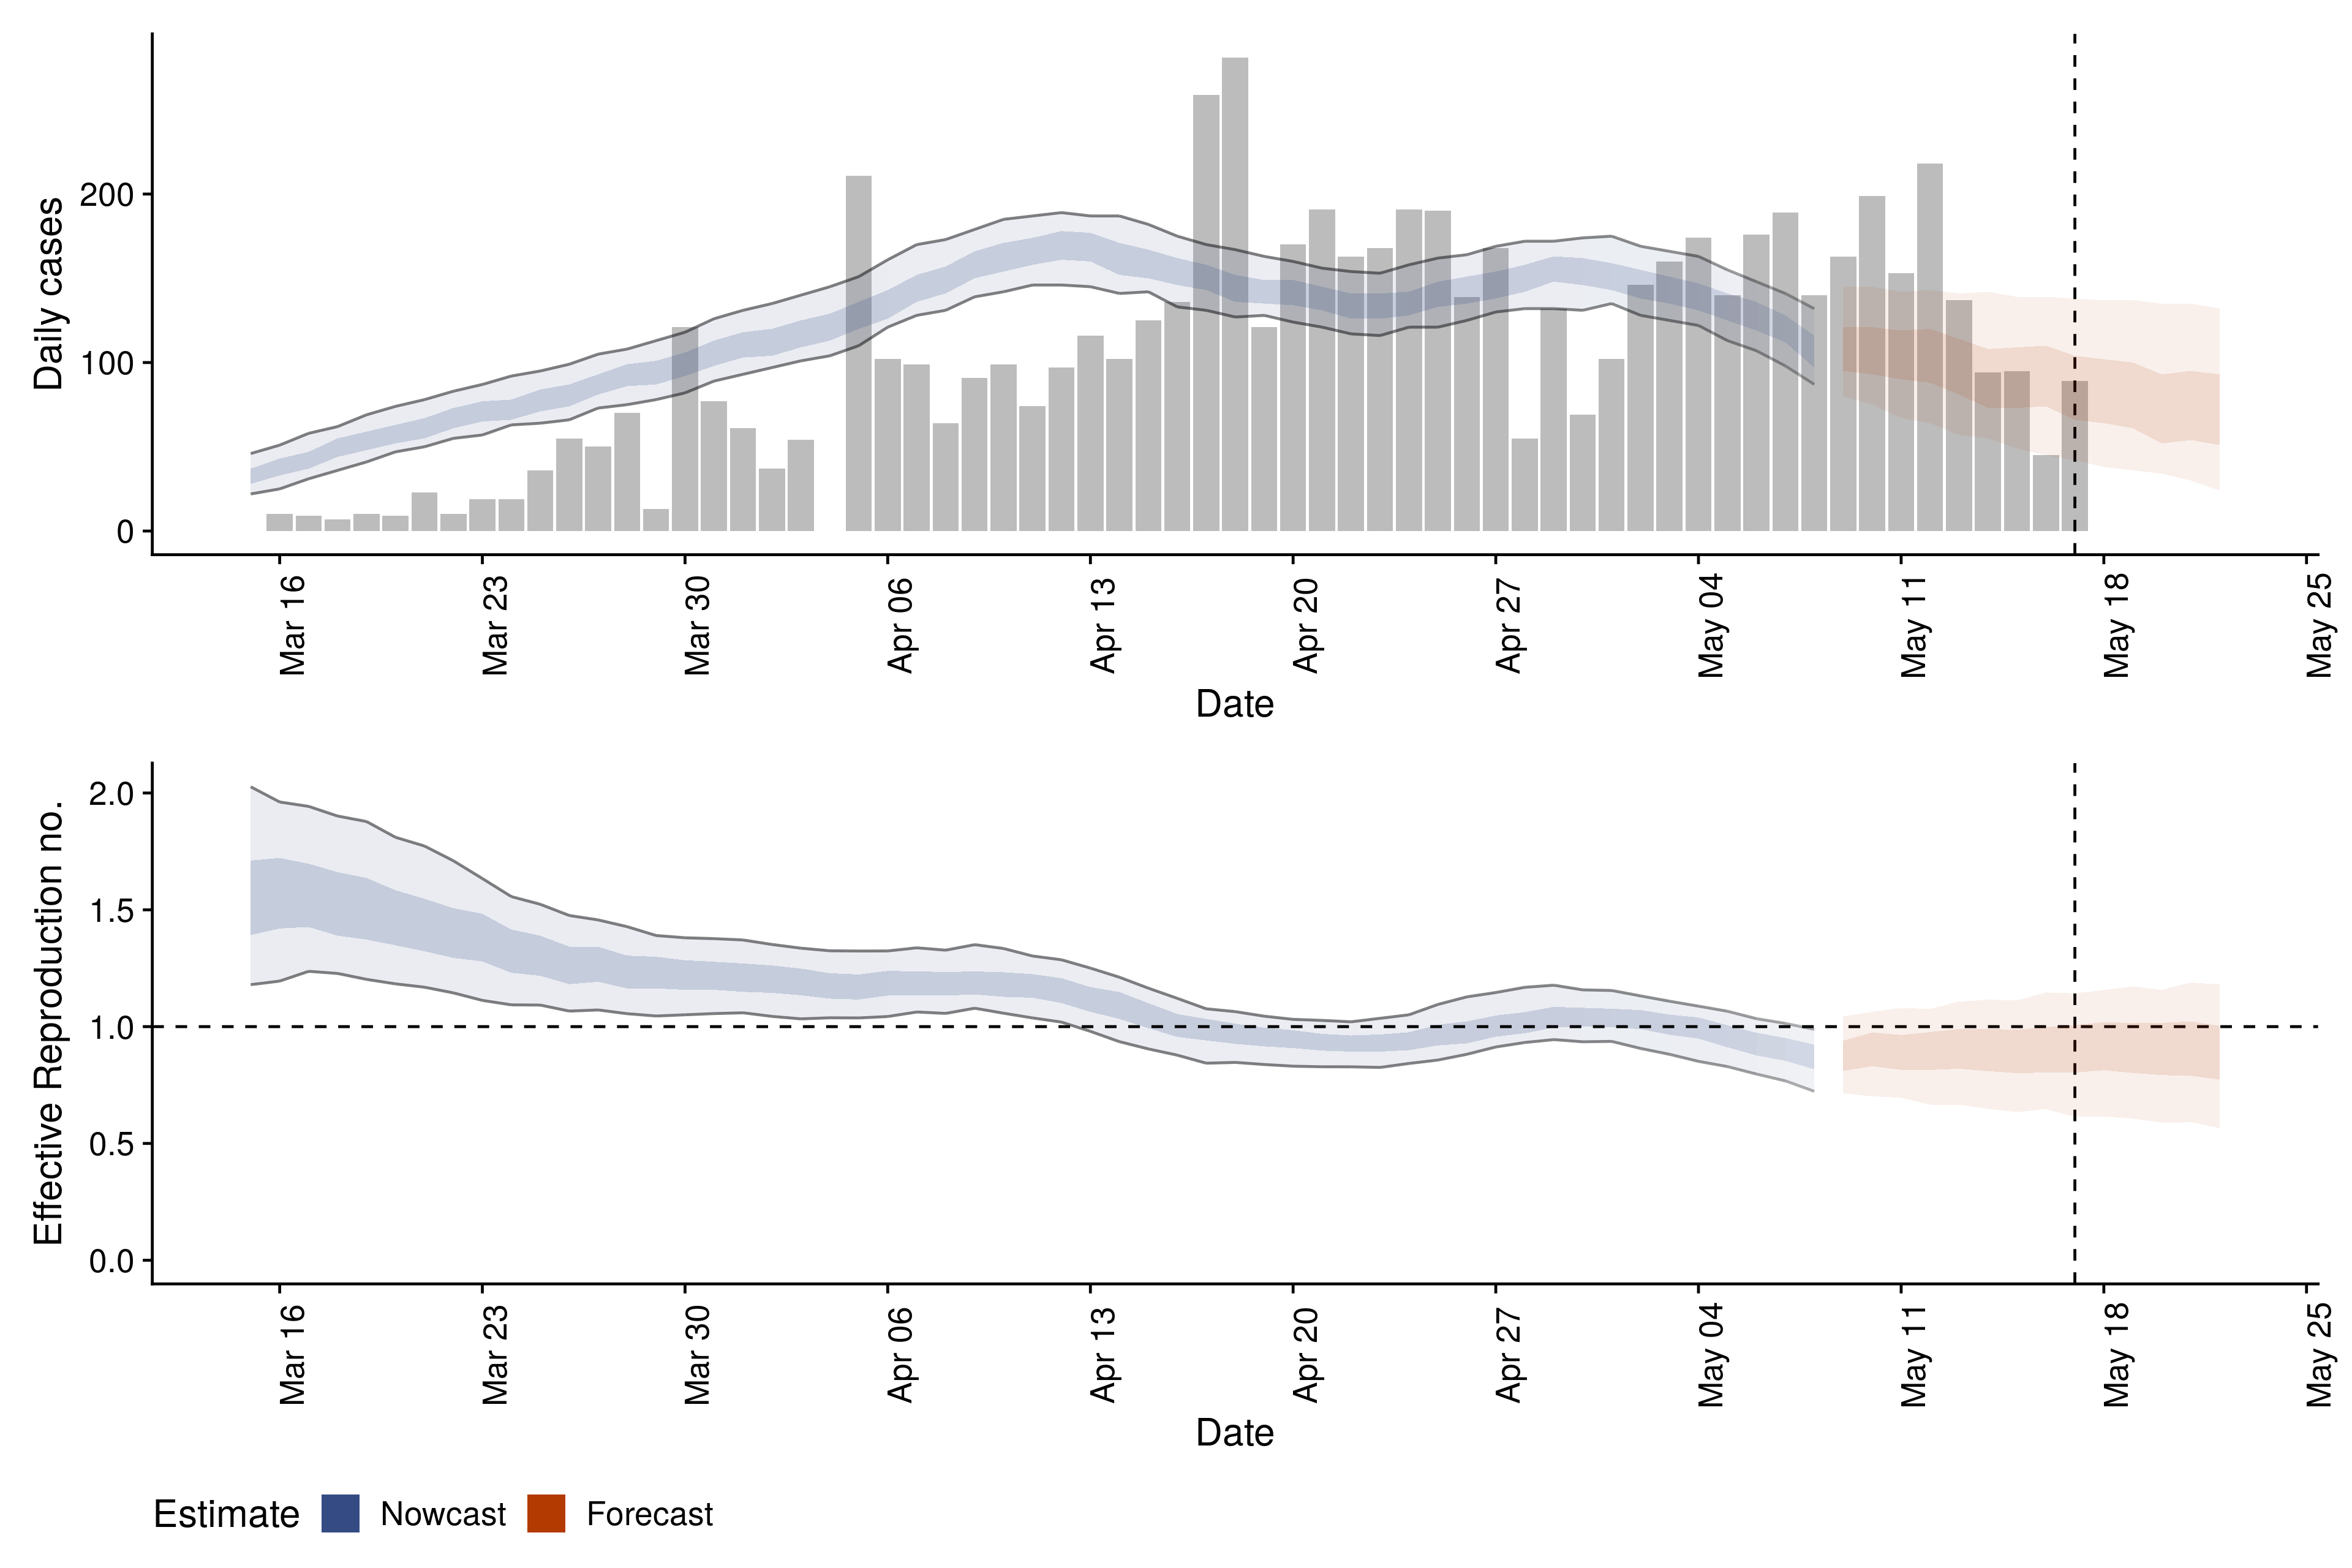 Daily cases
200
100
0
Mar 16
Mar 23
Mar 30
Apr 06
Apr 13
Apr 20
Apr 27
May 04
May 11
May 18
May 25
Date
Effective Reproduction no.
2.0
1.5
1.0
0.5
0.0
Mar 16
Mar 23
Mar 30
Apr 06
Apr 13
Apr 20
Apr 27
May 04
May 11
May 18
May 25
Date
Estimate Nowcast Forecast